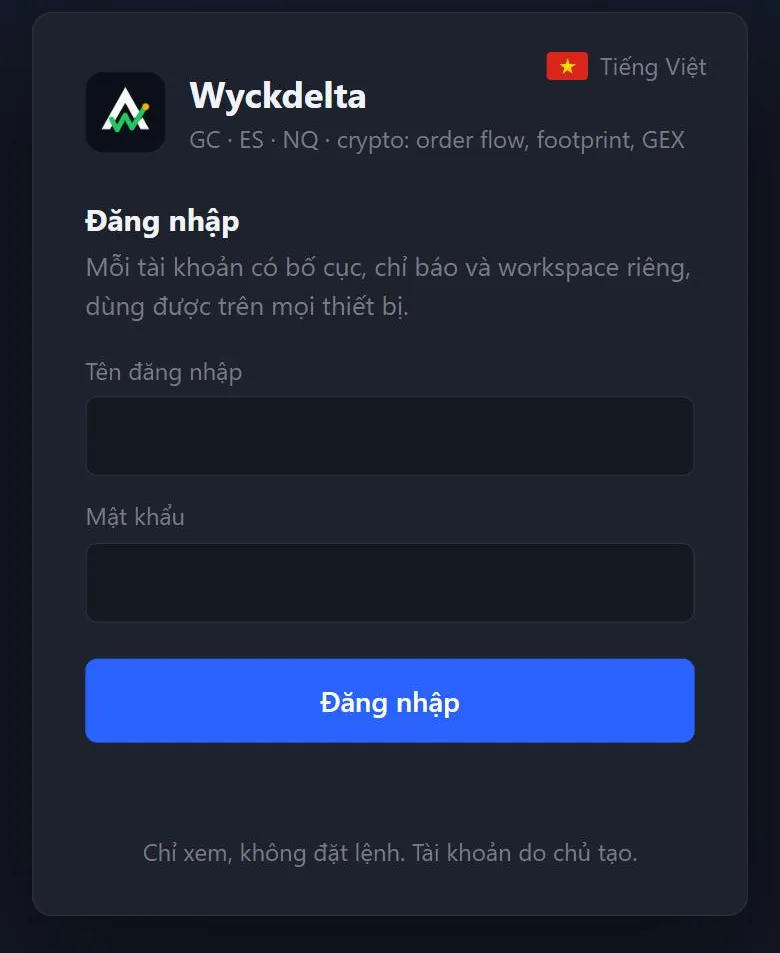 Tiếng Việt
Wyckdelta
GC · ES · NQ · crypto: order flow, footprint, GEX
Đăng nhập
Mỗi tài khoản có bố cục, chỉ báo và workspace riêng,
dùng được trên mọi thiết bị.
Tên đăng nhập
Mật khẩu
Đăng nhập
Chỉ xem, không đặt lệnh. Tài khoản do chủ tạo.